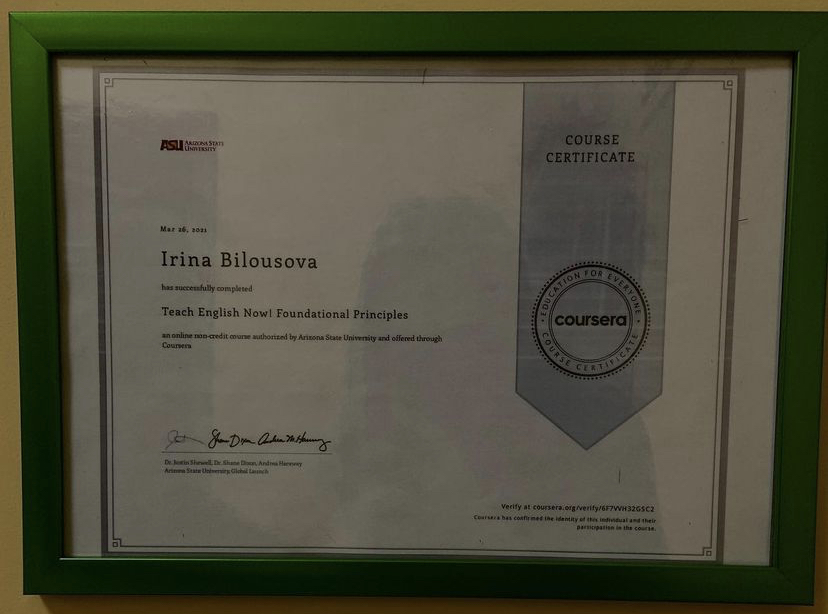 ASU ARIZONA STATE
UNIVERSITY
COURSE
CERTIFICATE
Mar 26, 2021
Irina Bilousova
has successfully completed
Teach English Now! Foundational Principles
an online non-credit course authorized by Arizona State University and offered through
Coursera
EDUCATION FOR EVERYONE
coursera
COURSE CERTIFICATE
Dr. Justin Shewell, Dr. Shane Dixon, Andrea Haraway
Arizona State University, Global Launch
Verify at coursera.org/verify/6F7VVH32GSC2
Coursera has confirmed the identity of this individual and their
participation in the course.